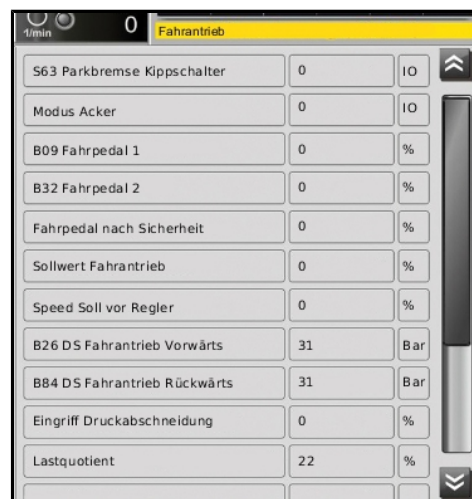 1/min 0 Fahrantrieb
S63 Parkbremse Kippschalter 0 IO
Modus Acker 0 IO
B09 Fahrpedal 1 0 %
B32 Fahrpedal 2 0 %
Fahrpedal nach Sicherheit 0 %
Sollwert Fahrantrieb 0 %
Speed Soll vor Regler 0 %
B26 DS Fahrantrieb Vorwärts 31 Bar
B84 DS Fahrantrieb Rückwärts 31 Bar
Eingriff Druckabschneidung 0 %
Lastquotient 22 %